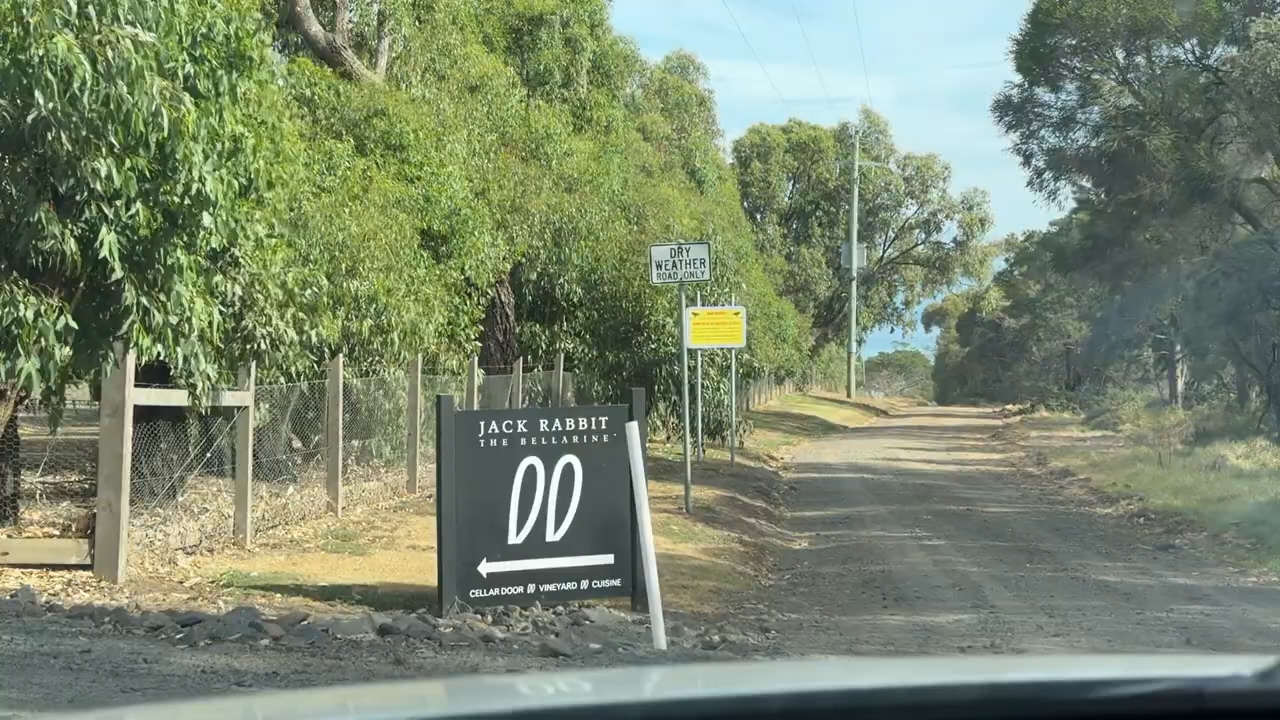 DRY
WEATHER
ROAD ONLY
JACK RABBIT
THE BELLARINE
CELLAR DOOR VINEYARD CUISINE